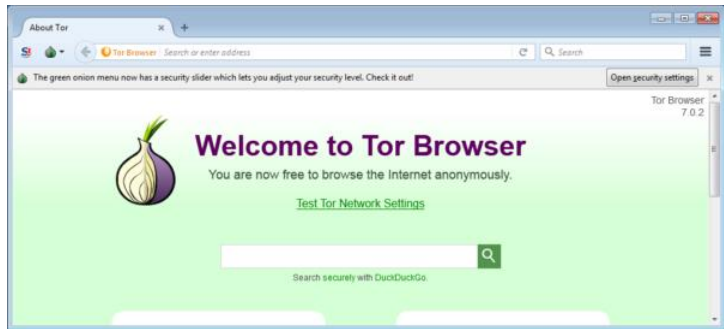 About Tor
Tor Browser Search or enter address
Search
The green onion menu now has a security slider which lets you adjust your security level. Check it out!
Open security settings
Tor Browser
7.0.2
Welcome to Tor Browser
You are now free to browse the Internet anonymously.
Test Tor Network Settings
Search securely with DuckDuckGo.